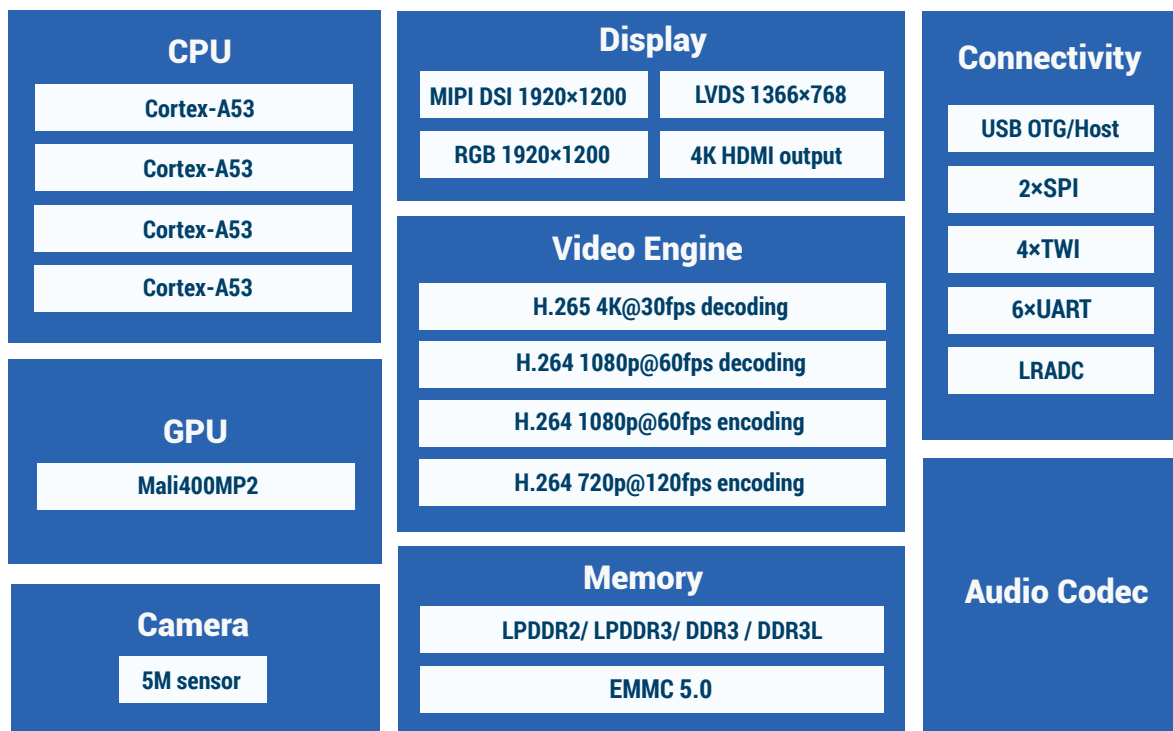 CPU
Cortex-A53
Cortex-A53
Cortex-A53
Cortex-A53
GPU
Mali400MP2
Camera
5M sensor
Display
MIPI DSI 1920×1200
LVDS 1366×768
RGB 1920×1200
4K HDMI output
Video Engine
H.265 4K@30fps decoding
H.264 1080p@60fps decoding
H.264 1080p@60fps encoding
H.264 720p@120fps encoding
Memory
LPDDR2/ LPDDR3/ DDR3 / DDR3L
EMMC 5.0
Connectivity
USB OTG/Host
2×SPI
4×TWI
6×UART
LRADC
Audio Codec